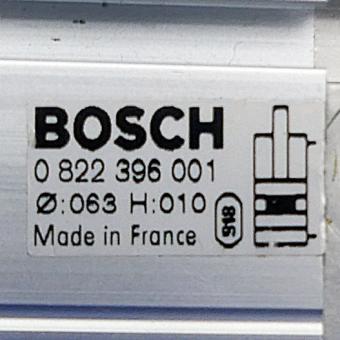 BOSCH
0 822 396 001
Ø:063 H:010
918
Made in France